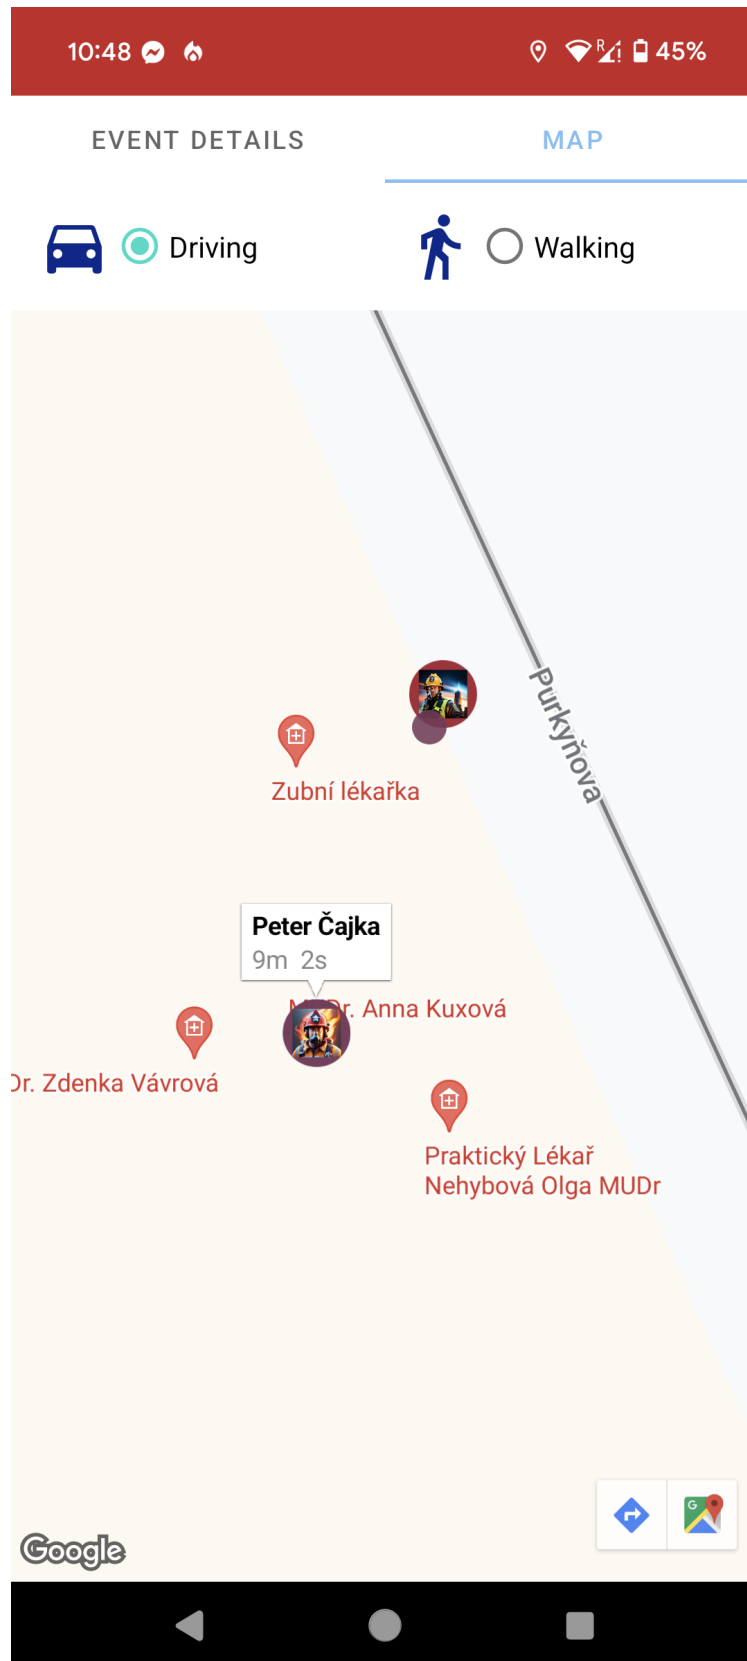 10:48
R
45%
EVENT DETAILS
MAP
Driving
Walking
Purkyňova
Zubní lékařka
Peter Čajka
9m 2s
Dr. Anna Kuxová
Dr. Zdenka Vávrová
Praktický Lékař
Nehybová Olga MUDr
G
Google